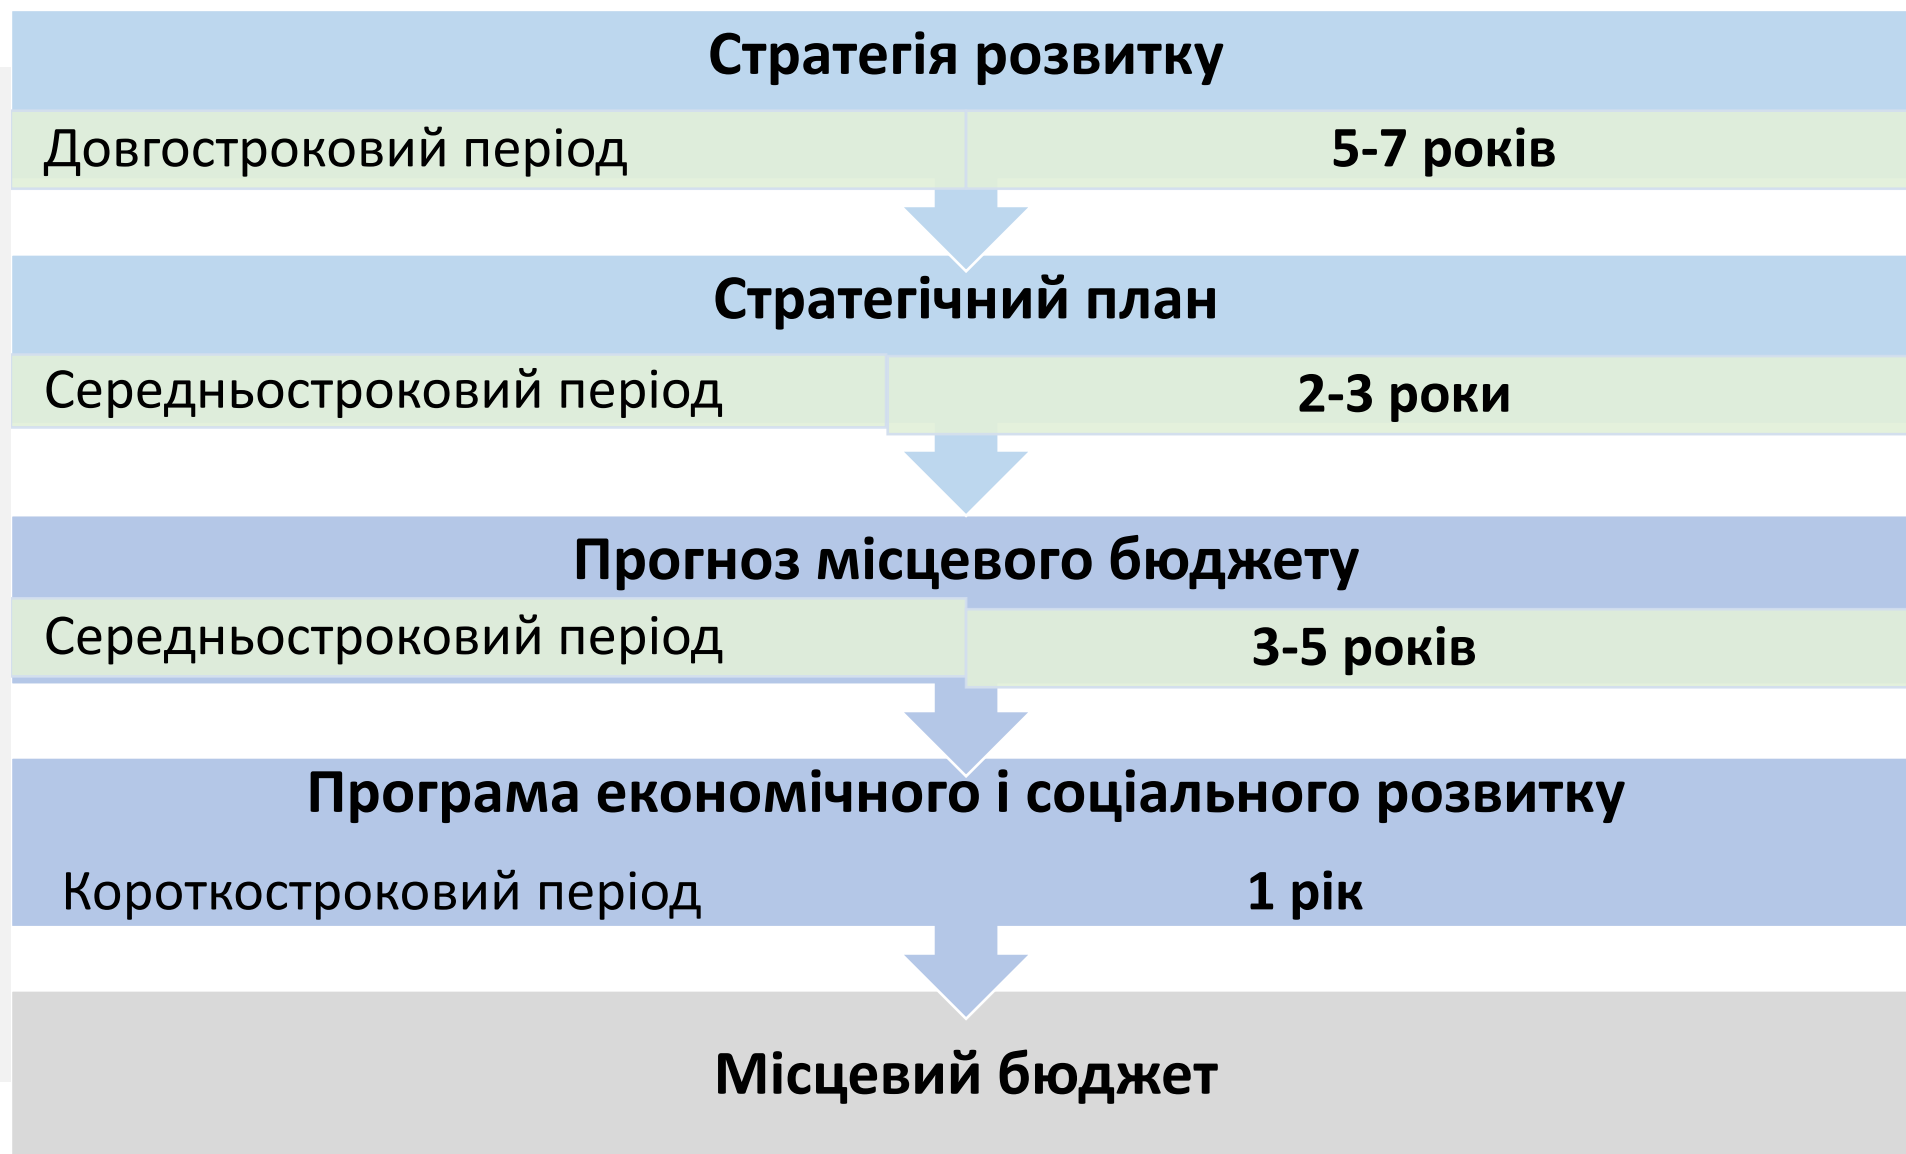 Стратегія розвитку
Довгостроковий період 5-7 років
Стратегічний план
Середньостроковий період 2-3 роки
Прогноз місцевого бюджету
Середньостроковий період 3-5 років
Програма економічного і соціального розвитку
Короткостроковий період 1 рік
Місцевий бюджет